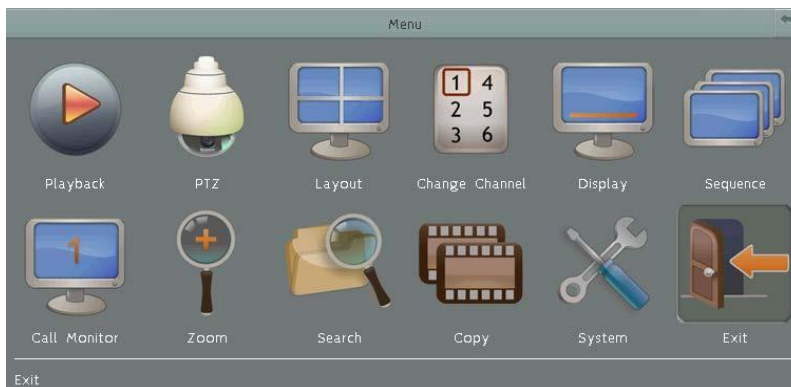 Menu
Playback PTZ Layout Change Channel Display Sequence
1 4
2 5
3 6
1
Call Monitor Zoom Search Copy System Exit
Exit